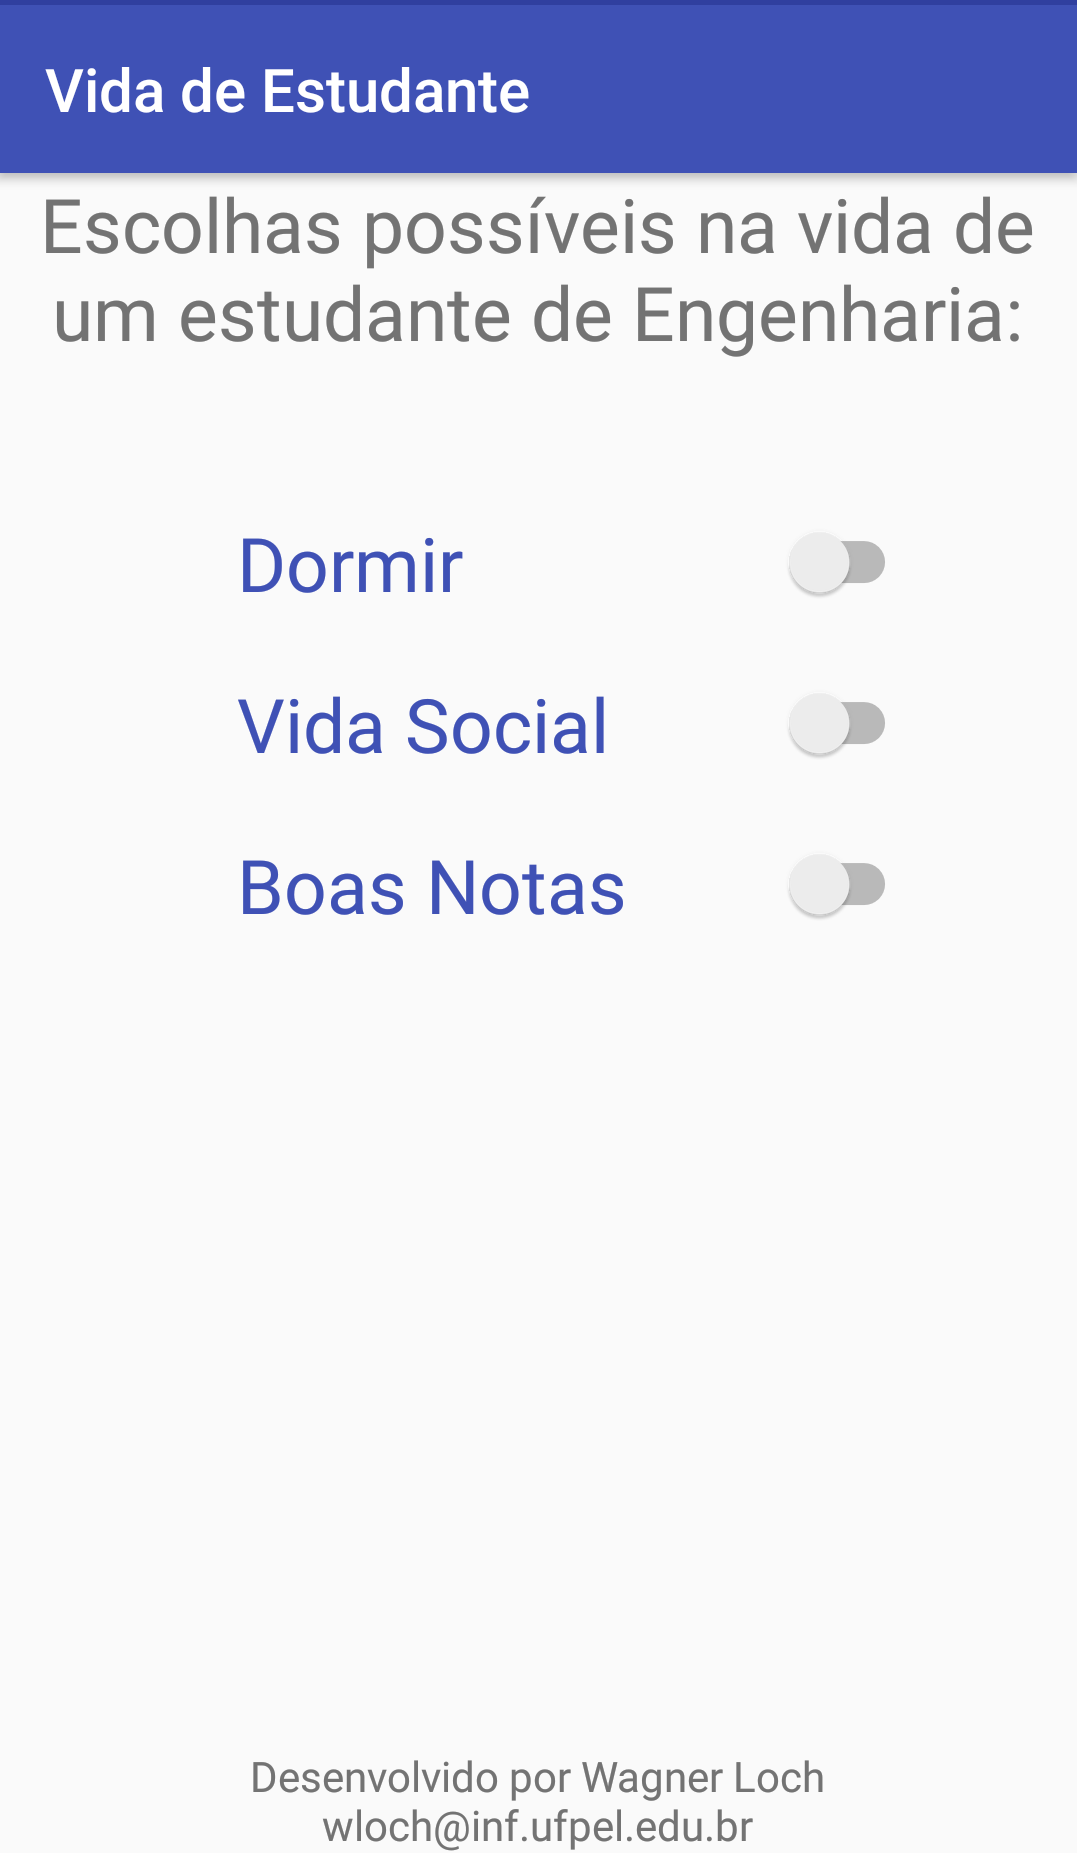 Vida de Estudante
Escolhas possíveis na vida de
um estudante de Engenharia:
Dormir
Vida Social
Boas Notas
Desenvolvido por Wagner Loch
wloch@inf.ufpel.edu.br